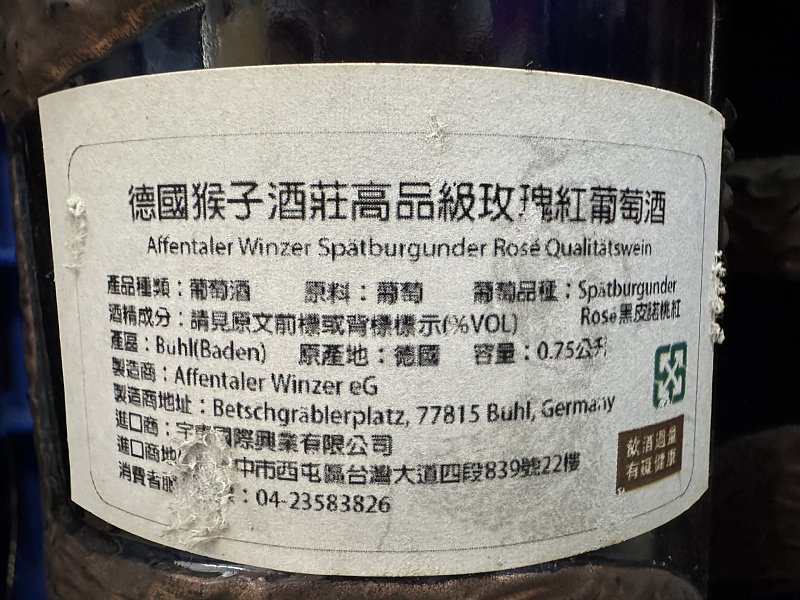 德國猴子酒莊高品級玫瑰紅葡萄酒
Affentaler Winzer Spätburgunder Rosé Qualitätswein
產品種類：葡萄酒 原料：葡萄 葡萄品種：Spätburgunder
Rosé黑皮諾桃紅
酒精成分：請見原文前標或背標標示(%VOL)
產區：Buhl(Baden) 原產地：德國 容量：0.75公升
製造商：Affentaler Winzer eG
製造商地址：Betschgräblerplatz, 77815 Buhl, Germany
進口商：宇 國際興業有限公司
進口商地 中市西屯區台灣大道四段839號22樓
消費者服 ：04-23583826
飲酒過量
有礙健康